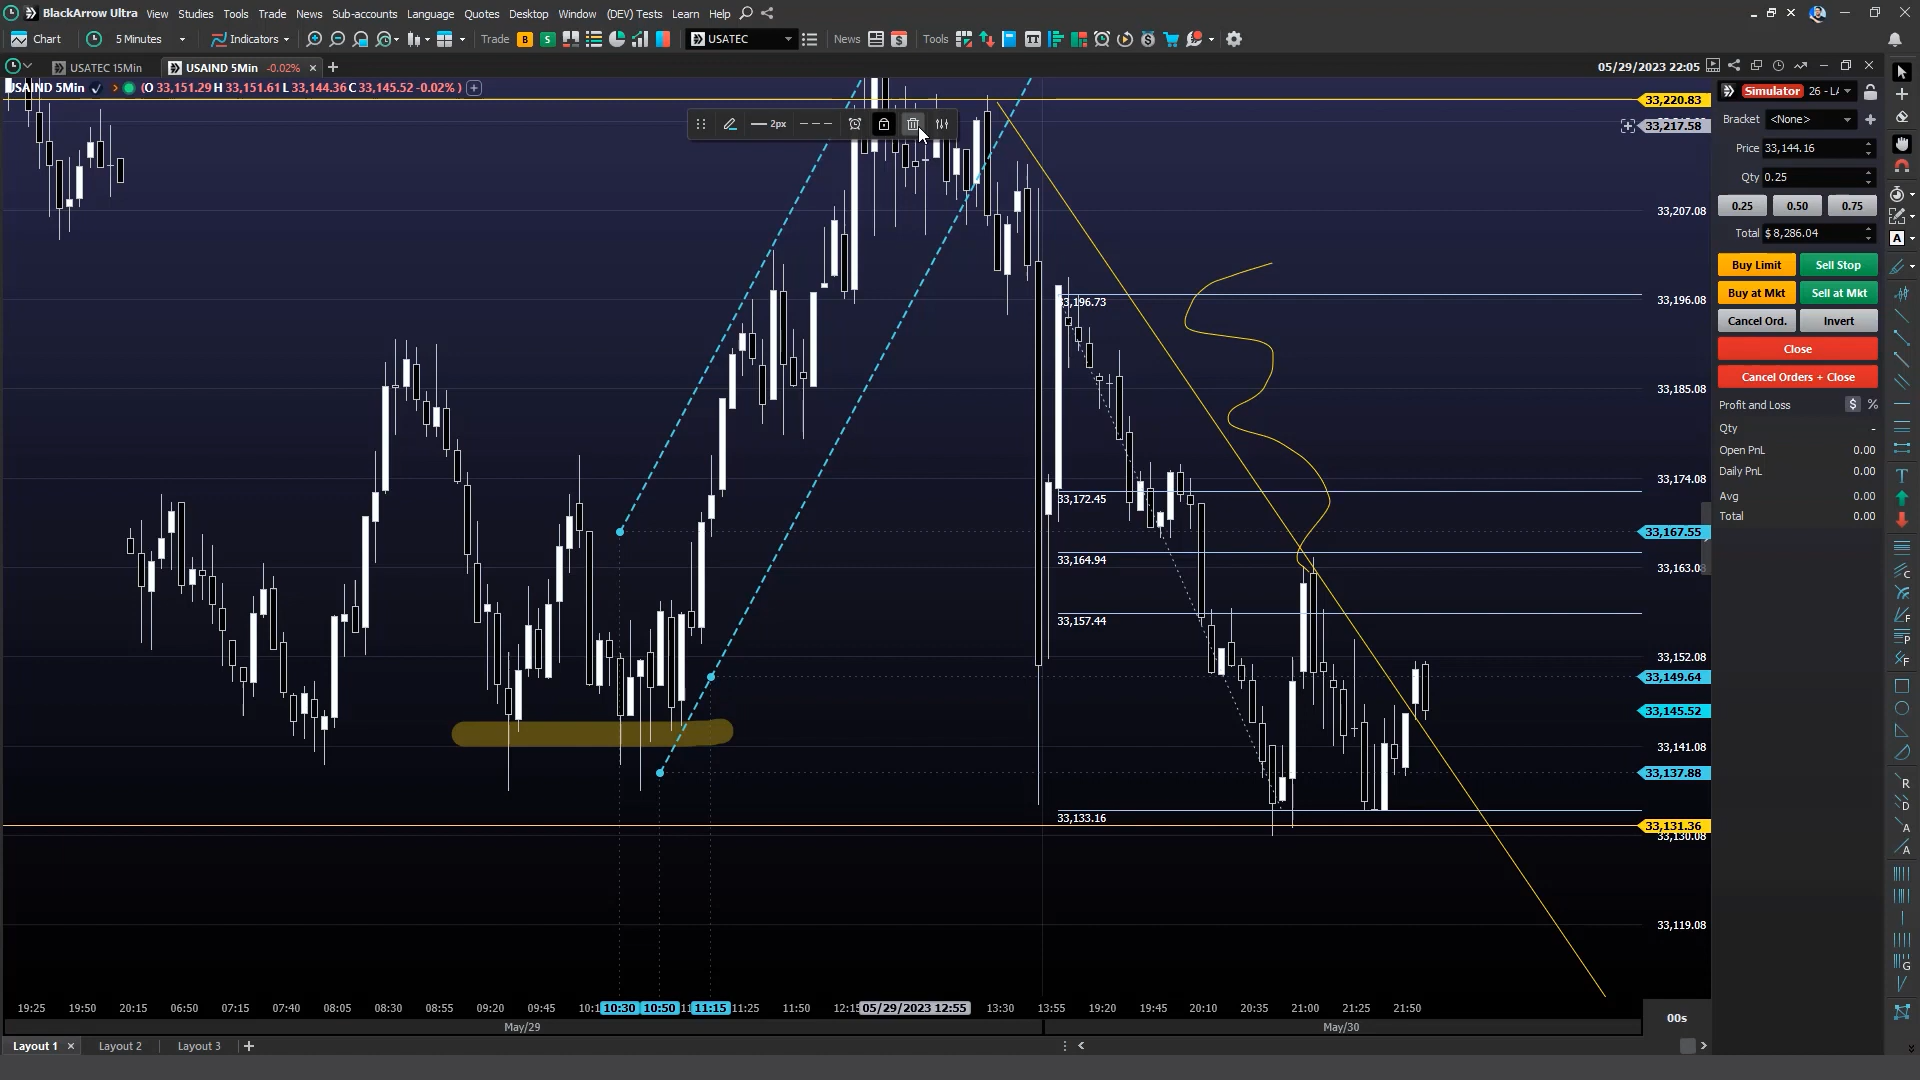 BlackArrow Ultra View Studies Tools Trade News Sub-accounts Language Quotes Desktop Window (DEV) Tests Learn Help
Chart 5 Minutes Indicators Trade B S USATEC News Tools
USATEC 15Min USAIND 5Min -0.02% 05/29/2023 22:05
USAIND 5Min (O 33,151.29 H 33,151.61 L 33,144.36 C 33,145.52 -0.02% )
2px
33,220.83
33,217.58
33,207.08
33,196.73
33,196.08
33,185.08
33,174.08
33,172.45
33,167.55
33,164.94
33,163.0
33,157.44
33,152.08
33,149.64
33,145.52
33,141.08
33,137.88
33,133.16
33,131.36
33,130.08
33,119.08
19:25 19:50 20:15 06:50 07:15 07:40 08:05 08:30 08:55 09:20 09:45 10:1 10:30 10:50 11:15 11:25 11:50 12:15 05/29/2023 12:55 13:30 13:55 19:20 19:45 20:10 20:35 21:00 21:25 21:50
00s
May/29 May/30
Layout 1 Layout 2 Layout 3
Simulator 26 - LA
Bracket <None>
Price 33,144.16
Qty 0.25
0.25 0.50 0.75
Total $ 8,286.04
Buy Limit Sell Stop
Buy at Mkt Sell at Mkt
Cancel Ord. Invert
Close
Cancel Orders + Close
Profit and Loss $ %
Qty -
Open PnL 0.00
Daily PnL 0.00
Avg 0.00
Total 0.00
A
T
C
F
P
F
R
D
A
A
G